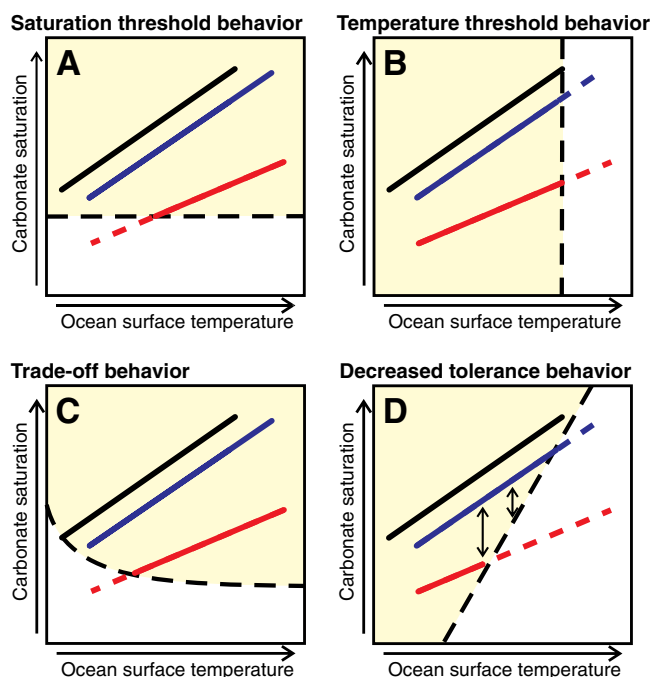 Saturation threshold behavior
A
Carbonate saturation
Ocean surface temperature
Temperature threshold behavior
B
Carbonate saturation
Ocean surface temperature
Trade-off behavior
C
Carbonate saturation
Ocean surface temperature
Decreased tolerance behavior
D
Carbonate saturation
Ocean surface temperature